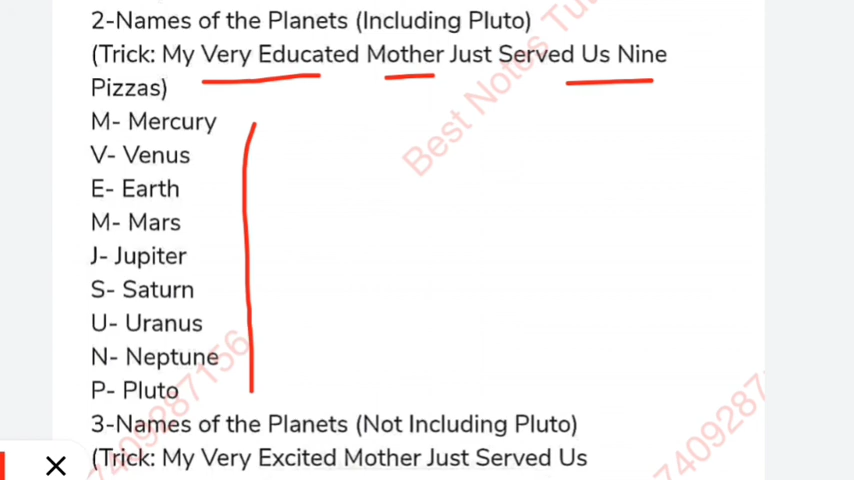 2-Names of the Planets (Including Pluto)
(Trick: My Very Educated Mother Just Served Us Nine
Pizzas)
M- Mercury
V- Venus
E- Earth
M- Mars
J- Jupiter
S- Saturn
U- Uranus
N- Neptune
P- Pluto
3-Names of the Planets (Not Including Pluto)
(Trick: My Very Excited Mother Just Served Us
Best Notes
7409287156
7409287